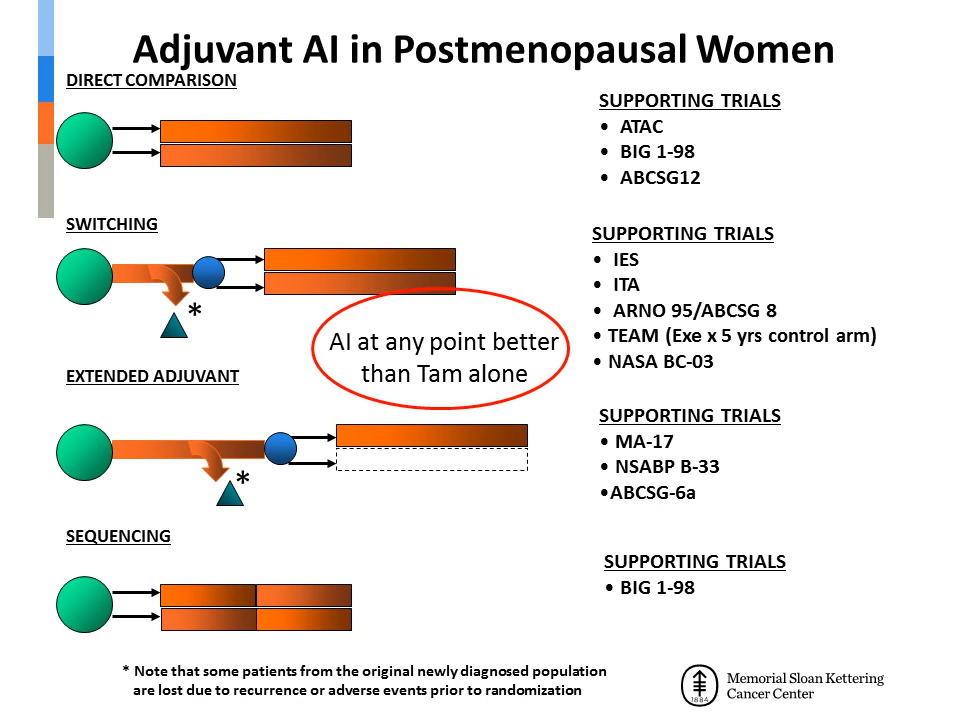 Adjuvant AI in Postmenopausal Women
DIRECT COMPARISON
SUPPORTING TRIALS
• ATAC
• BIG 1-98
• ABCSG12
SWITCHING
*
SUPPORTING TRIALS
• IES
• ITA
• ARNO 95/ABCSG 8
• TEAM (Exe x 5 yrs control arm)
• NASA BC-03
AI at any point better
than Tam alone
EXTENDED ADJUVANT
*
SUPPORTING TRIALS
• MA-17
• NSABP B-33
•ABCSG-6a
SEQUENCING
SUPPORTING TRIALS
• BIG 1-98
* Note that some patients from the original newly diagnosed population
are lost due to recurrence or adverse events prior to randomization
1884
Memorial Sloan Kettering
Cancer Center